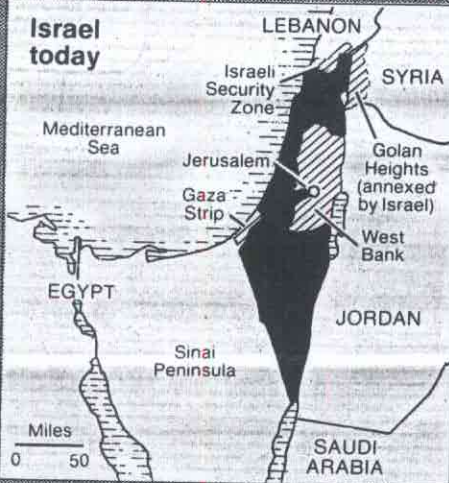 Israel
today
LEBANON
Israeli
Security
Zone
SYRIA
Mediterranean
Sea
Jerusalem
Golan
Heights
(annexed
by Israel)
Gaza
Strip
West
Bank
EGYPT
JORDAN
Sinai
Peninsula
Miles
0 50
SAUDI
ARABIA